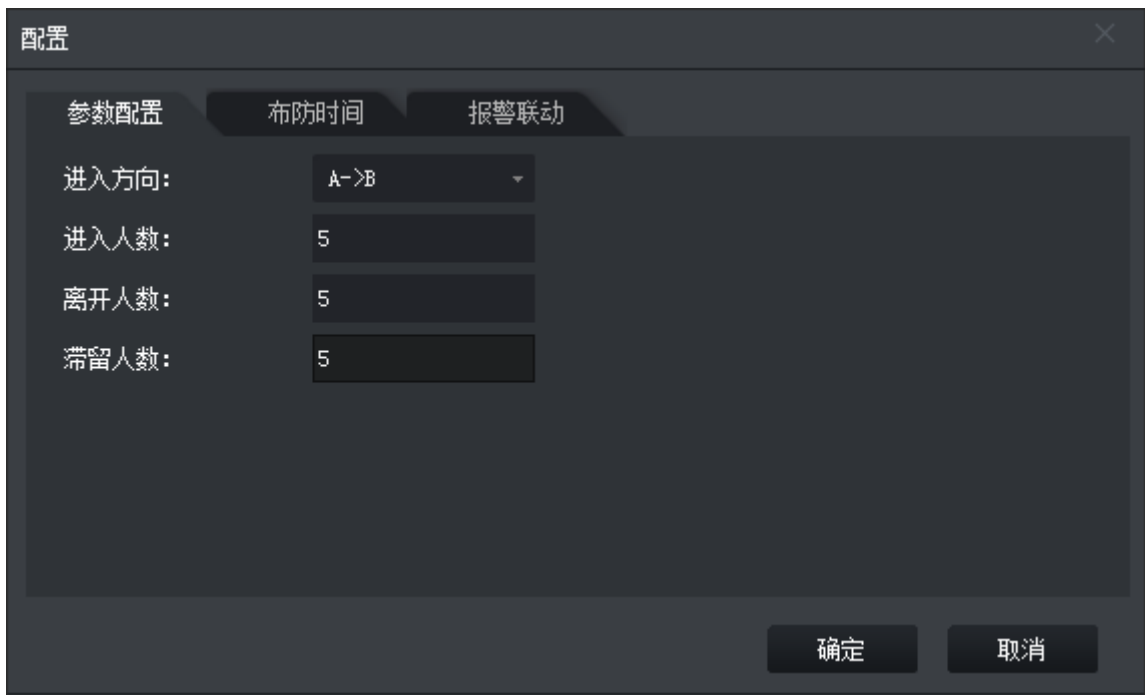 配置
参数配置 布防时间 报警联动
进入方向: A->B
进入人数: 5
离开人数: 5
滞留人数: 5
确定 取消